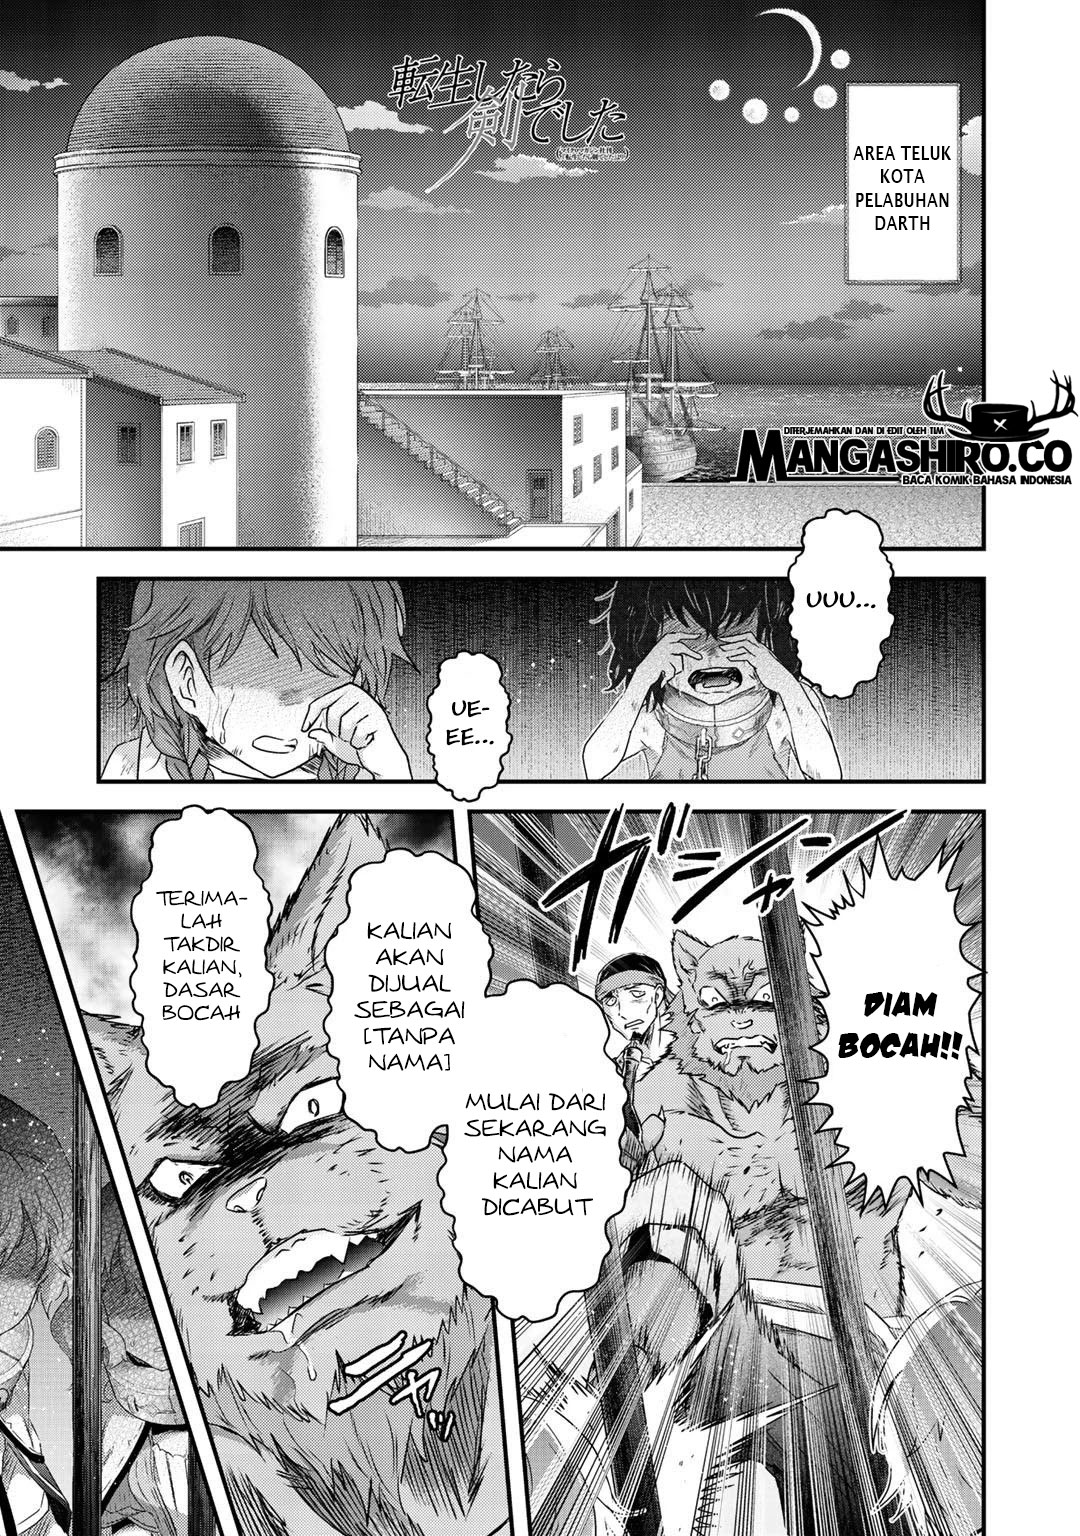 転生したら
剣でした
AREA TELUK
KOTA
PELABUHAN
DARTH
DITERJEMAHKAN DAN DI EDIT OLEH TIM
MANGASHIRO.CO
BACA KOMIK BAHASA INDONESIA
UUU...
UE-
EE...
ガシャン
DIAM
BOCAH!!
MULAI DARI
SEKARANG
NAMA
KALIAN
DICABUT
KALIAN
AKAN
DIJUAL
SEBAGAI
[TANPA
NAMA]
TERIMA-
LAH
TAKDIR
KALIAN,
DASAR
BOCAH
ニヤッ